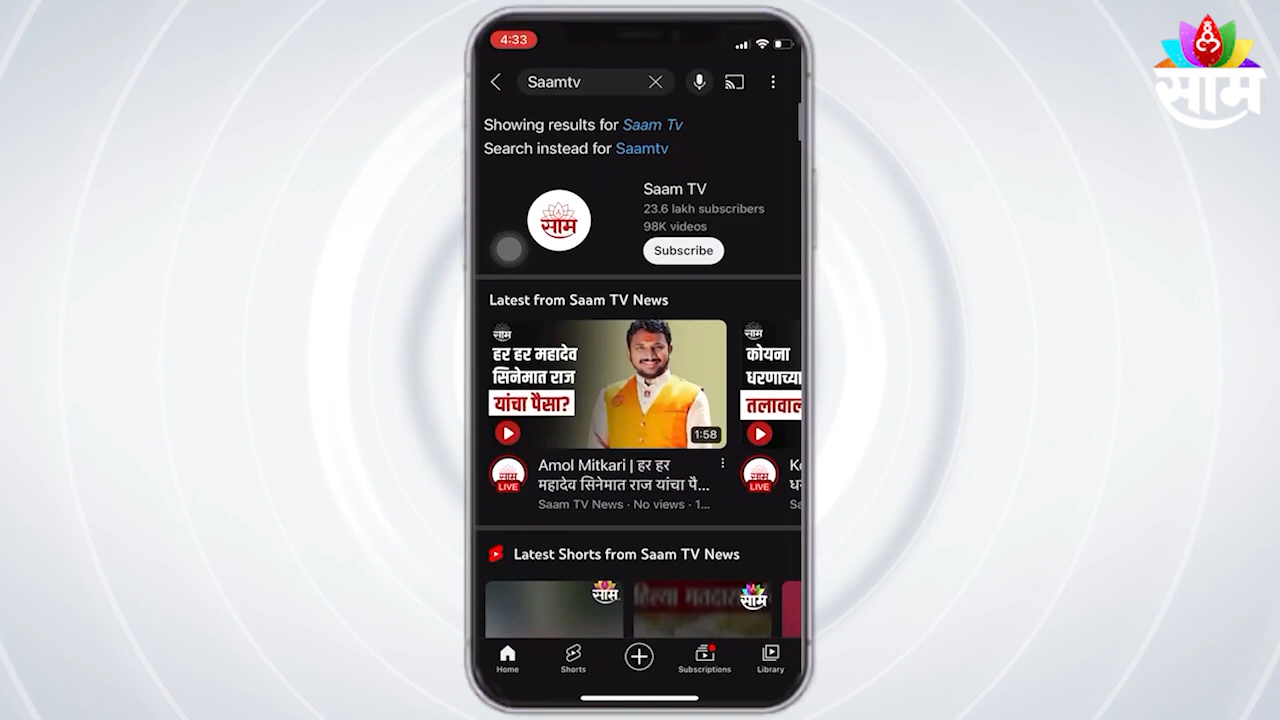 साम
4:33
Saamtv
Showing results for Saam Tv
Search instead for Saamtv
Saam TV
23.6 lakh subscribers
98K videos
Subscribe
साम
Latest from Saam TV News
साम
हर हर महादेव
सिनेमात राज
यांचा पैसा?
1:58
साम
कोयना
धरणाच्या
साम
LIVE
Amol Mitkari | हर हर
महादेव सिनेमात राज यांचा पै...
Saam TV News · No views · 1...
साम
LIVE
Latest Shorts from Saam TV News
साम
साम
Home
Shorts
Subscriptions
Library